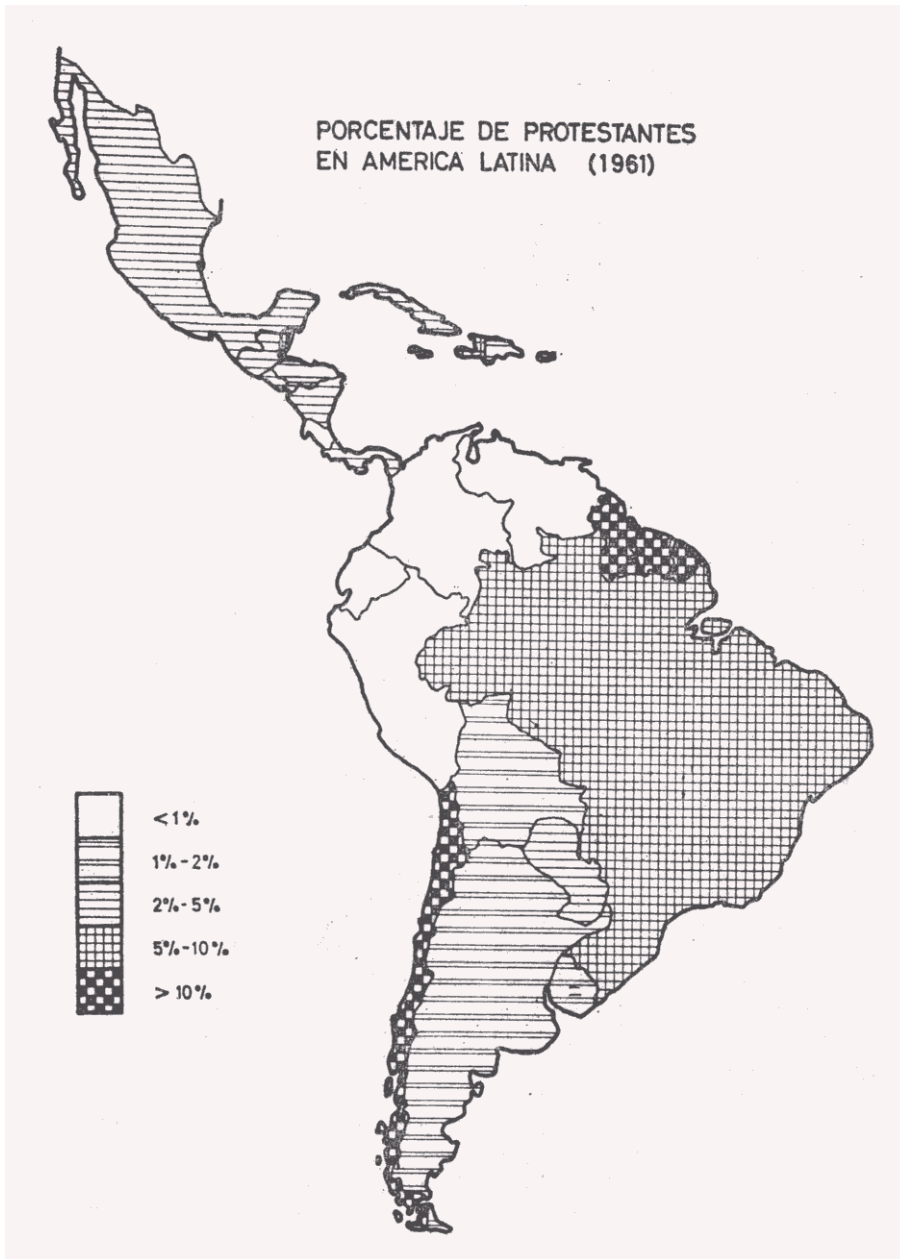 PORCENTAJE DE PROTESTANTES
EN AMERICA LATINA (1961)
<1%
1%-2%
2%-5%
5%-10%
> 10%